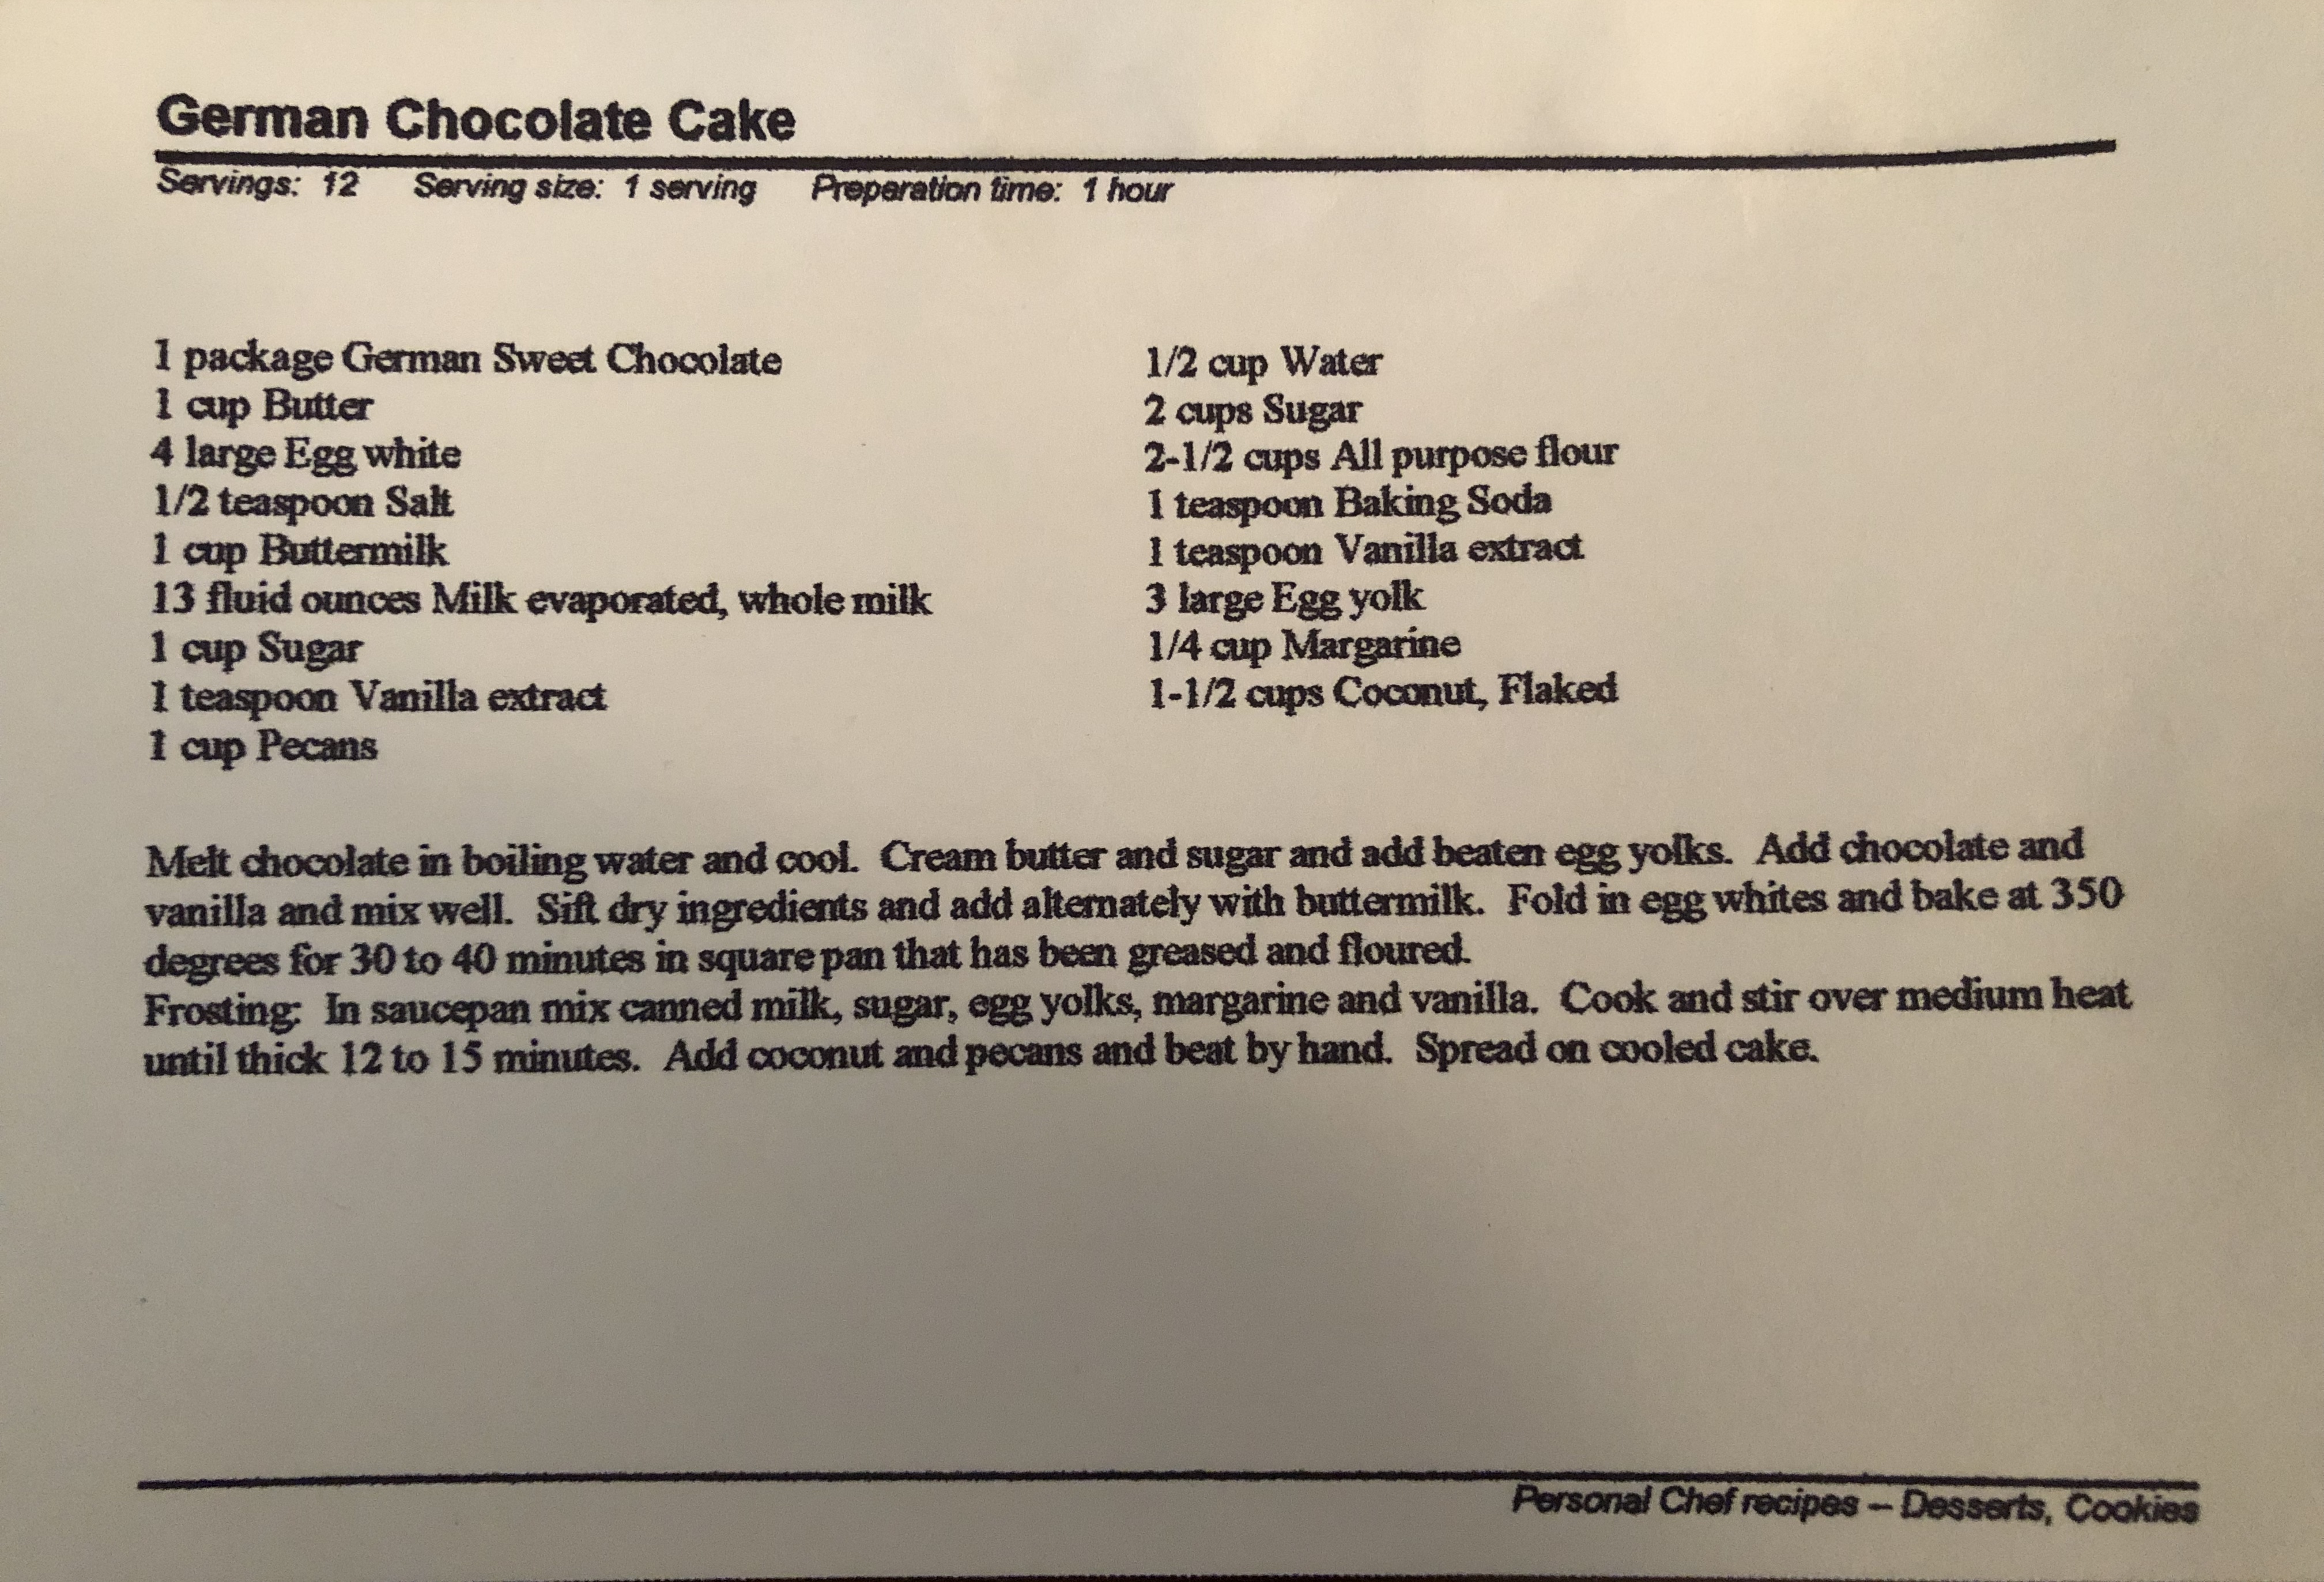 German Chocolate Cake
Servings: 12 Serving size: 1 serving Preparation time: 1 hour
1 package German Sweet Chocolate
1 cup Butter
4 large Egg white
1/2 teaspoon Salt
1 cup Buttermilk
13 fluid ounces Milk evaporated, whole milk
1 cup Sugar
1 teaspoon Vanilla extract
1 cup Pecans
1/2 cup Water
2 cups Sugar
2-1/2 cups All purpose flour
1 teaspoon Baking Soda
1 teaspoon Vanilla extract
3 large Egg yolk
1/4 cup Margarine
1-1/2 cups Coconut, Flaked
Melt chocolate in boiling water and cool. Cream butter and sugar and add beaten egg yolks. Add chocolate and
vanilla and mix well. Sift dry ingredients and add alternately with buttermilk. Fold in egg whites and bake at 350
degrees for 30 to 40 minutes in square pan that has been greased and floured.
Frosting: In saucepan mix canned milk, sugar, egg yolks, margarine and vanilla. Cook and stir over medium heat
until thick 12 to 15 minutes. Add coconut and pecans and beat by hand. Spread on cooled cake.
Personal Chef recipes – Desserts, Cookies